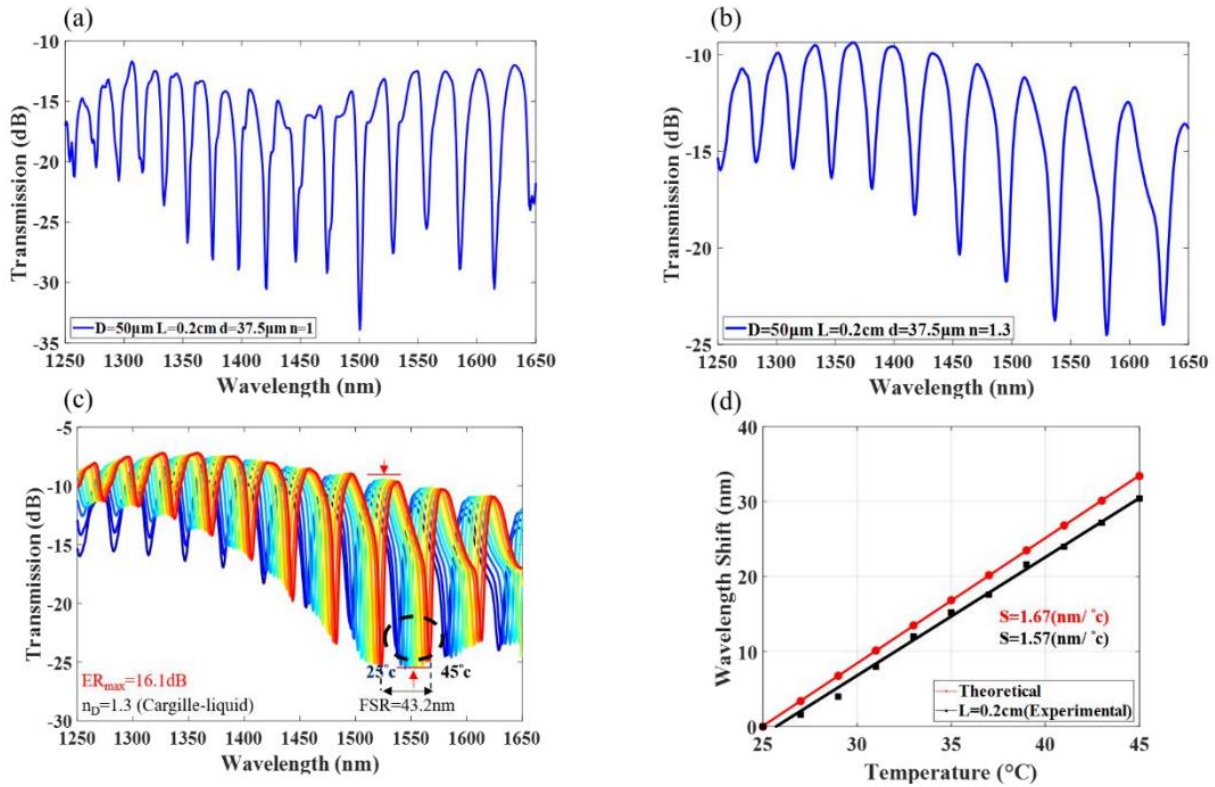 (a)
-10
-15
-20
-25
-30
-35
Transmission (dB)
D=50μm L=0.2cm d=37.5μm n=1
1250 1300 1350 1400 1450 1500 1550 1600 1650
Wavelength (nm)
(b)
-10
-15
-20
-25
Transmission (dB)
D=50μm L=0.2cm d=37.5μm n=1.3
1250 1300 1350 1400 1450 1500 1550 1600 1650
Wavelength (nm)
(c)
-5
-10
-15
-20
-25
-30
Transmission (dB)
25°c 45°c
ERmax=16.1dB
nD=1.3 (Cargille-liquid)
FSR=43.2nm
1250 1300 1350 1400 1450 1500 1550 1600 1650
Wavelength (nm)
(d)
40
30
20
10
0
Wavelength Shift (nm)
S=1.67(nm/°c)
S=1.57(nm/°c)
Theoretical
L=0.2cm(Experimental)
25 30 35 40 45
Temperature (°C)